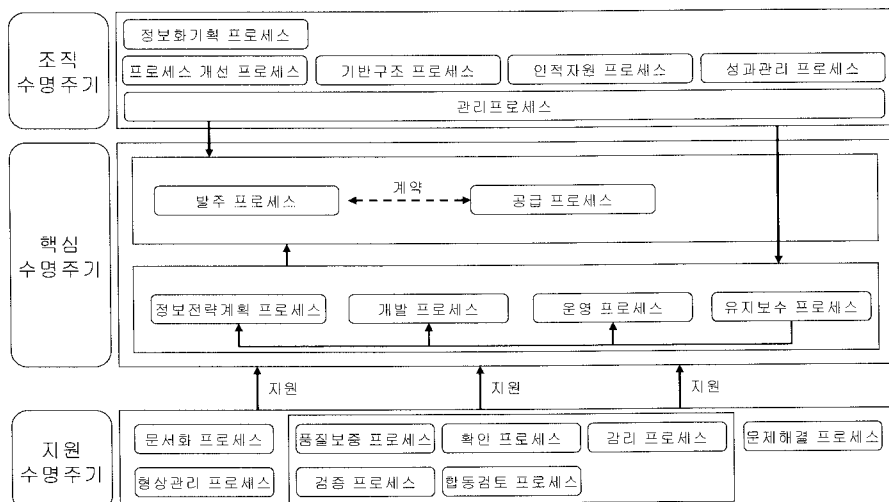 조직
수명주기
정보화기획 프로세스
프로세스 개선 프로세스
기반구조 프로세스
인적자원 프로세스
성과관리 프로세스
관리프로세스
핵심
수명주기
발주 프로세스
계약
공급 프로세스
정보전략계획 프로세스
개발 프로세스
운영 프로세스
유지보수 프로세스
지원
지원
지원
지원
수명주기
문서화 프로세스
품질보증 프로세스
확인 프로세스
감리 프로세스
문제해결 프로세스
형상관리 프로세스
검증 프로세스
합동검토 프로세스